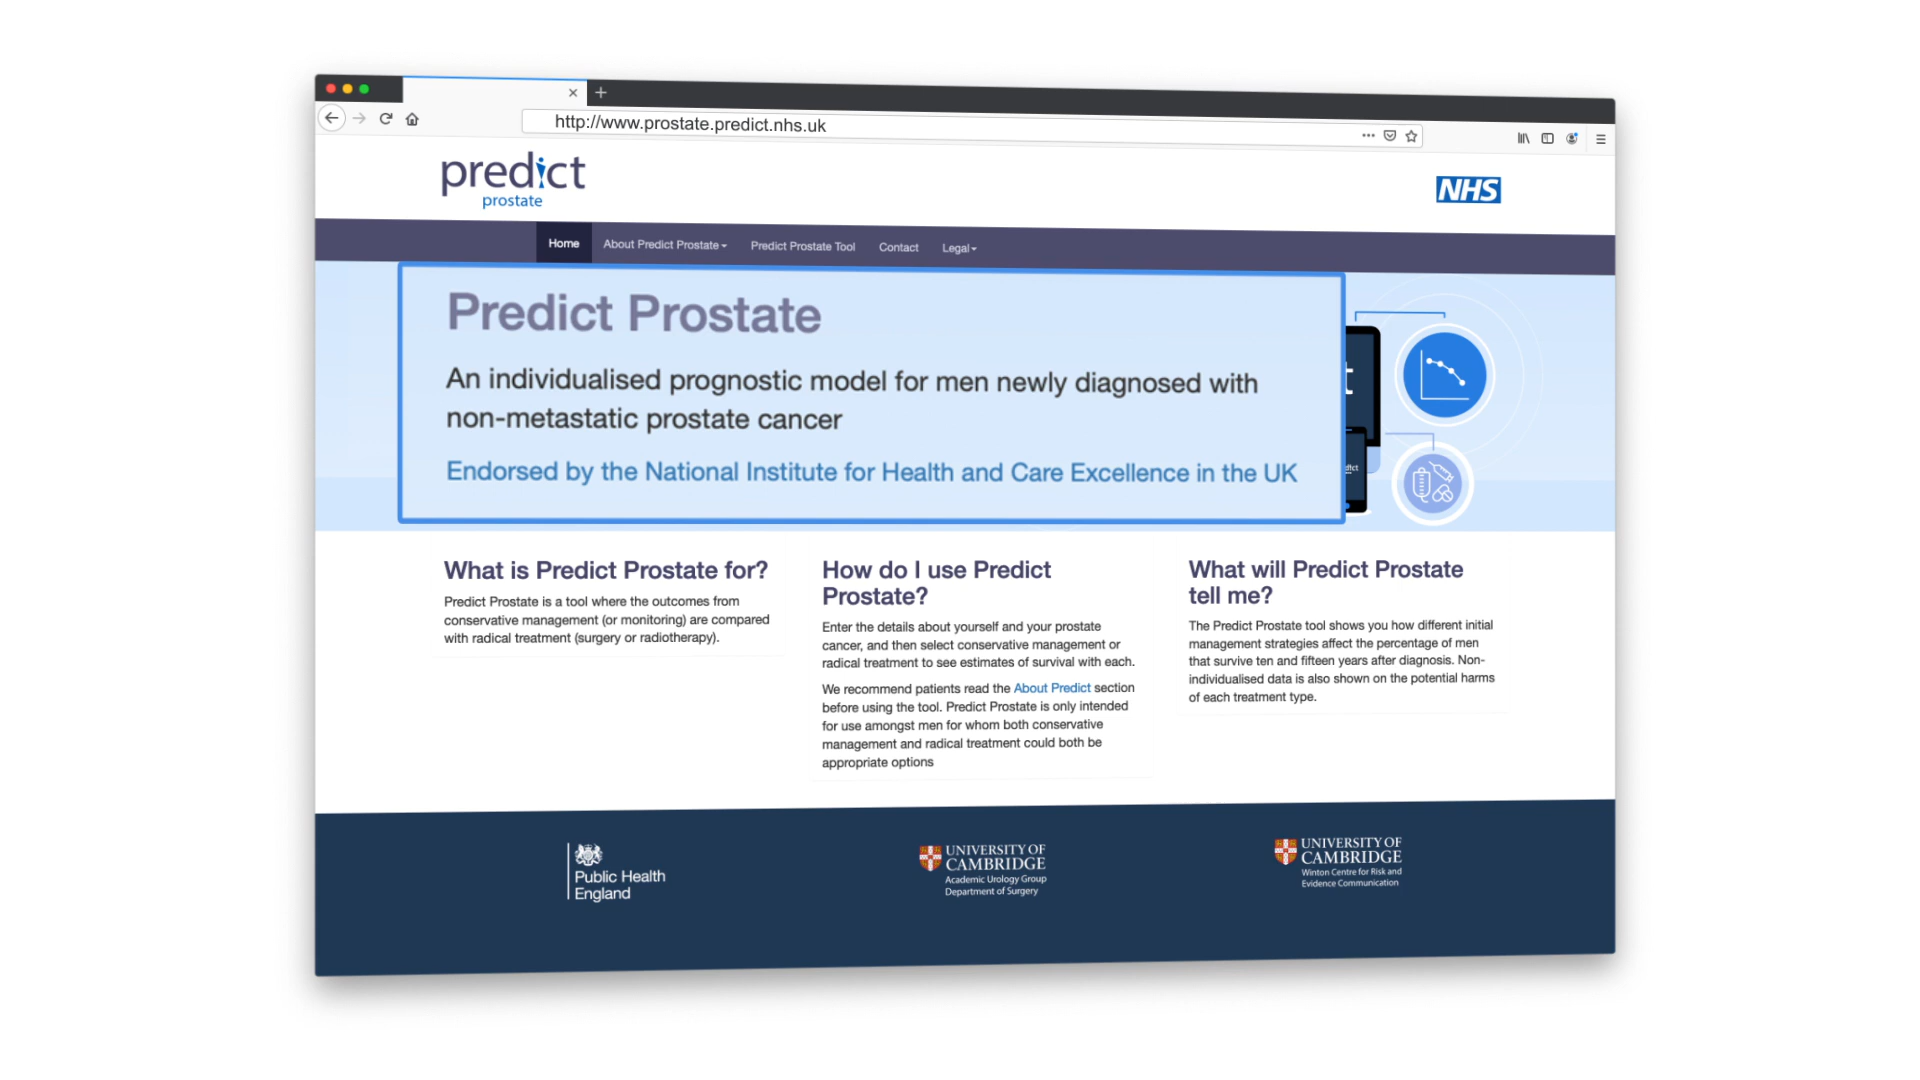 http://www.prostate.predict.nhs.uk
predict
prostate
NHS
Home
About Predict Prostate
Predict Prostate Tool
Contact
Legal
Predict Prostate
An individualised prognostic model for men newly diagnosed with
non-metastatic prostate cancer
Endorsed by the National Institute for Health and Care Excellence in the UK
t
dict
What is Predict Prostate for?
Predict Prostate is a tool where the outcomes from
conservative management (or monitoring) are compared
with radical treatment (surgery or radiotherapy).
How do I use Predict
Prostate?
Enter the details about yourself and your prostate
cancer, and then select conservative management or
radical treatment to see estimates of survival with each.
We recommend patients read the About Predict section
before using the tool. Predict Prostate is only intended
for use amongst men for whom both conservative
management and radical treatment could both be
appropriate options
What will Predict Prostate
tell me?
The Predict Prostate tool shows you how different initial
management strategies affect the percentage of men
that survive ten and fifteen years after diagnosis. Non-
individualised data is also shown on the potential harms
of each treatment type.
Public Health
England
UNIVERSITY OF
CAMBRIDGE
Academic Urology Group
Department of Surgery
UNIVERSITY OF
CAMBRIDGE
Winton Centre for Risk and
Evidence Communication